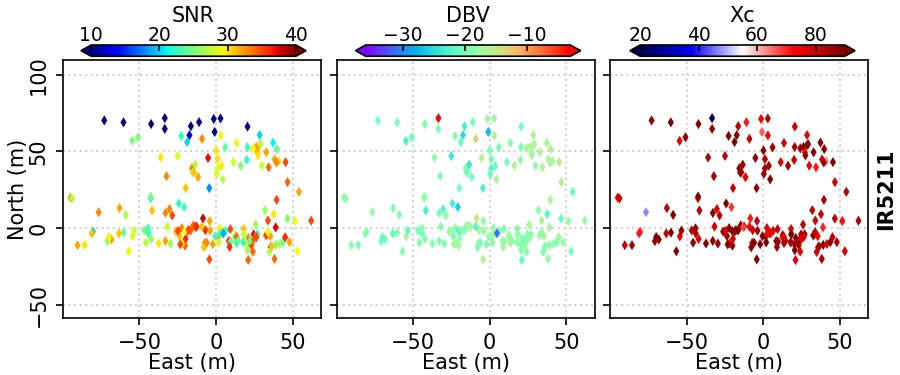 SNR DBV Xc
10 20 30 40 −30 −20 −10 20 40 60 80
100
50
0
−50
North (m)
IR5211
−50 0 50 −50 0 50 −50 0 50
East (m) East (m) East (m)